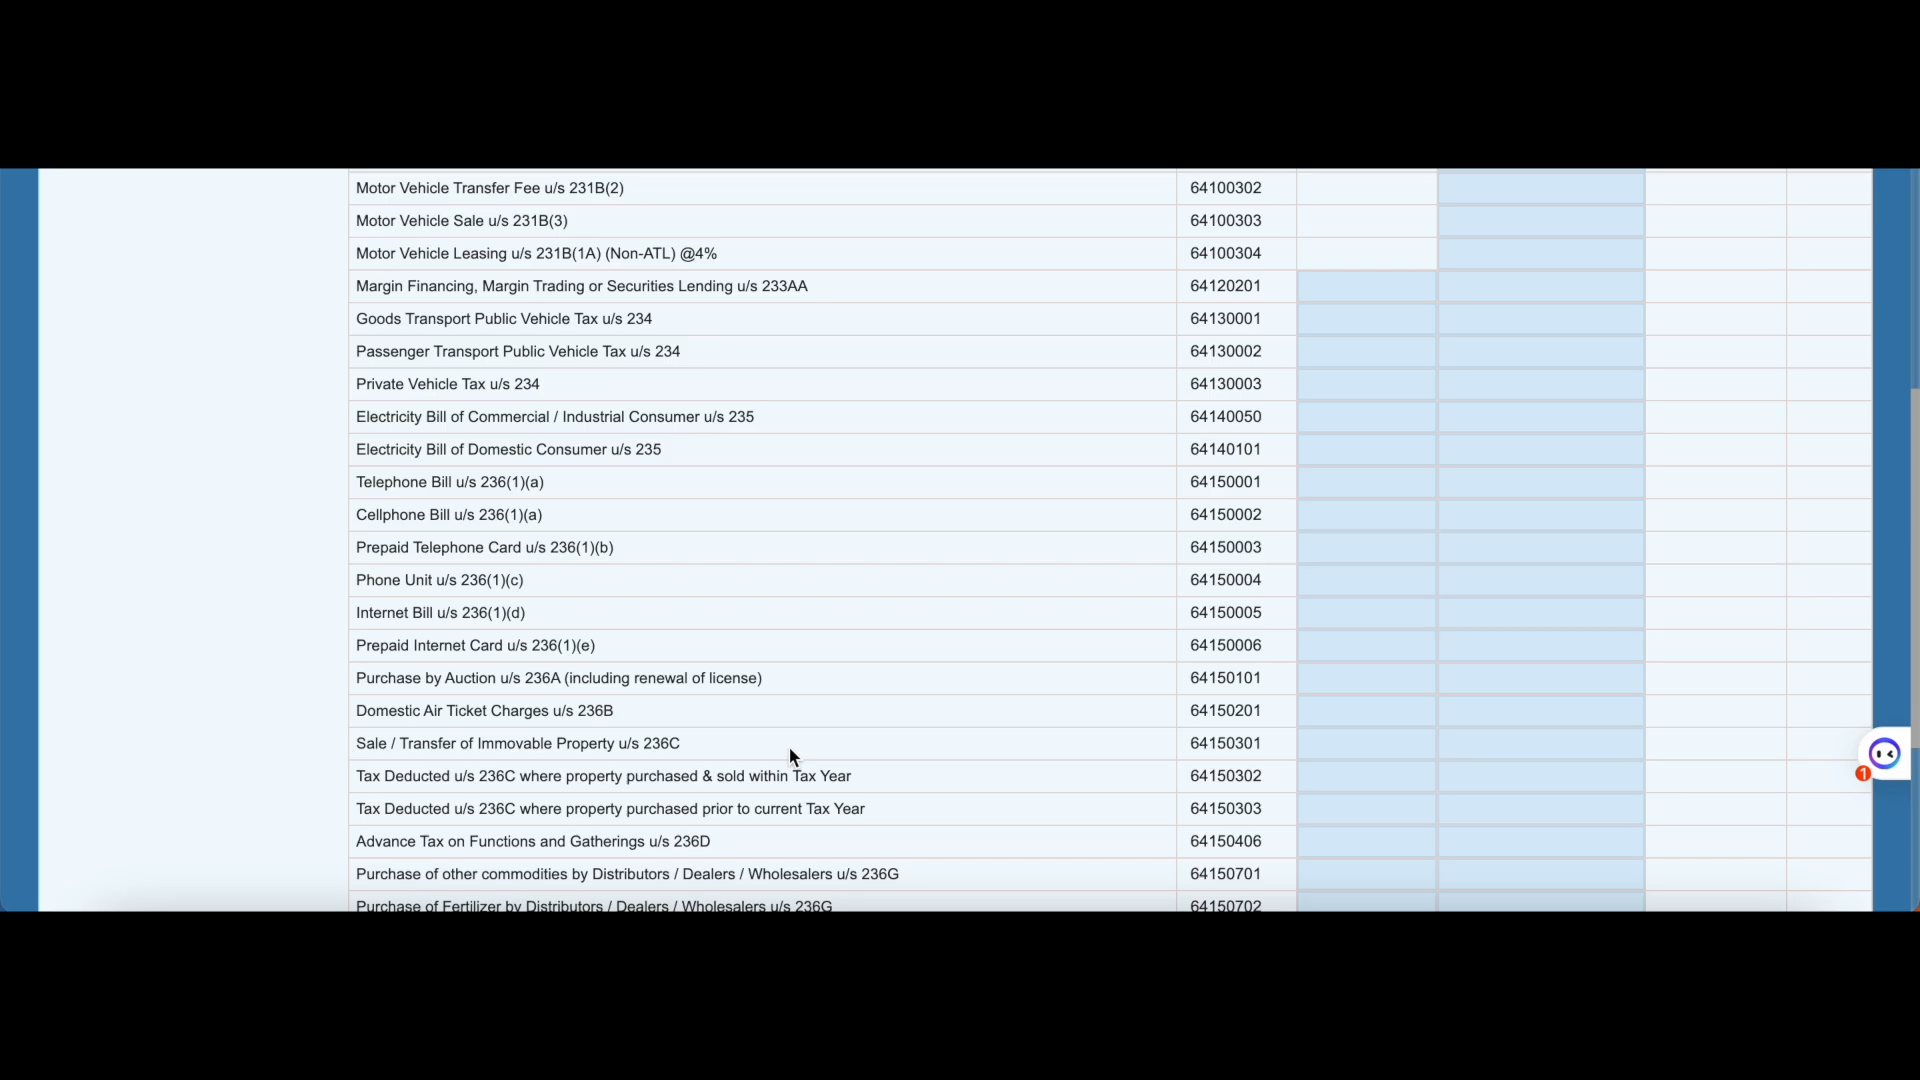 Motor Vehicle Transfer Fee u/s 231B(2) 64100302
Motor Vehicle Sale u/s 231B(3) 64100303
Motor Vehicle Leasing u/s 231B(1A) (Non-ATL) @4% 64100304
Margin Financing, Margin Trading or Securities Lending u/s 233AA 64120201
Goods Transport Public Vehicle Tax u/s 234 64130001
Passenger Transport Public Vehicle Tax u/s 234 64130002
Private Vehicle Tax u/s 234 64130003
Electricity Bill of Commercial / Industrial Consumer u/s 235 64140050
Electricity Bill of Domestic Consumer u/s 235 64140101
Telephone Bill u/s 236(1)(a) 64150001
Cellphone Bill u/s 236(1)(a) 64150002
Prepaid Telephone Card u/s 236(1)(b) 64150003
Phone Unit u/s 236(1)(c) 64150004
Internet Bill u/s 236(1)(d) 64150005
Prepaid Internet Card u/s 236(1)(e) 64150006
Purchase by Auction u/s 236A (including renewal of license) 64150101
Domestic Air Ticket Charges u/s 236B 64150201
Sale / Transfer of Immovable Property u/s 236C 64150301
Tax Deducted u/s 236C where property purchased & sold within Tax Year 64150302
Tax Deducted u/s 236C where property purchased prior to current Tax Year 64150303
Advance Tax on Functions and Gatherings u/s 236D 64150406
Purchase of other commodities by Distributors / Dealers / Wholesalers u/s 236G 64150701
Purchase of Fertilizer by Distributors / Dealers / Wholesalers u/s 236G 64150702
1